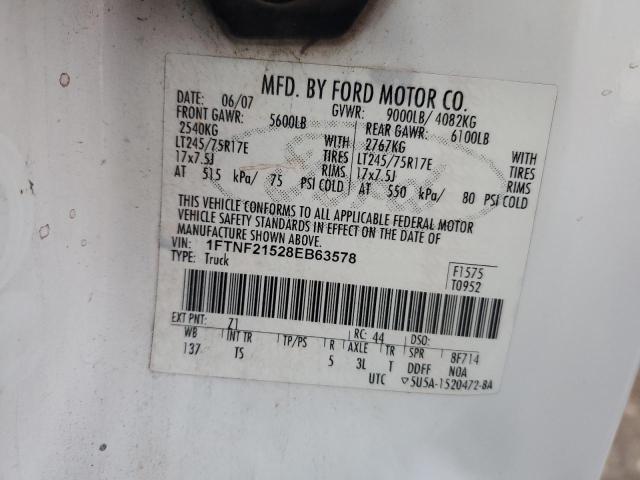 MFD. BY FORD MOTOR CO.
DATE: 06/07 GVWR: 9000LB/ 4082KG
FRONT GAWR: 5600LB REAR GAWR: 6100LB
2540KG WITH 2767KG WITH
LT245/75R17E TIRES LT245/75R17E TIRES
17x7.5J RIMS 17x7.5J RIMS
AT 515 kPa/ 75 PSI COLD AT 550 kPa/ 80 PSI COLD
THIS VEHICLE CONFORMS TO ALL APPLICABLE FEDERAL MOTOR
VEHICLE SAFETY STANDARDS IN EFFECT ON THE DATE OF
MANUFACTURE SHOWN ABOVE.
VIN: 1FTNF21528EB63578 F1575
TYPE: Truck T0952
EXT PNT: Z1 RC: 44 DSO:
WB INT TR TP/PS R AXLE TR SPR 8F714
137 TS 5 3L T DDFF NOA
UTC ▽5U5A-1520472-BA